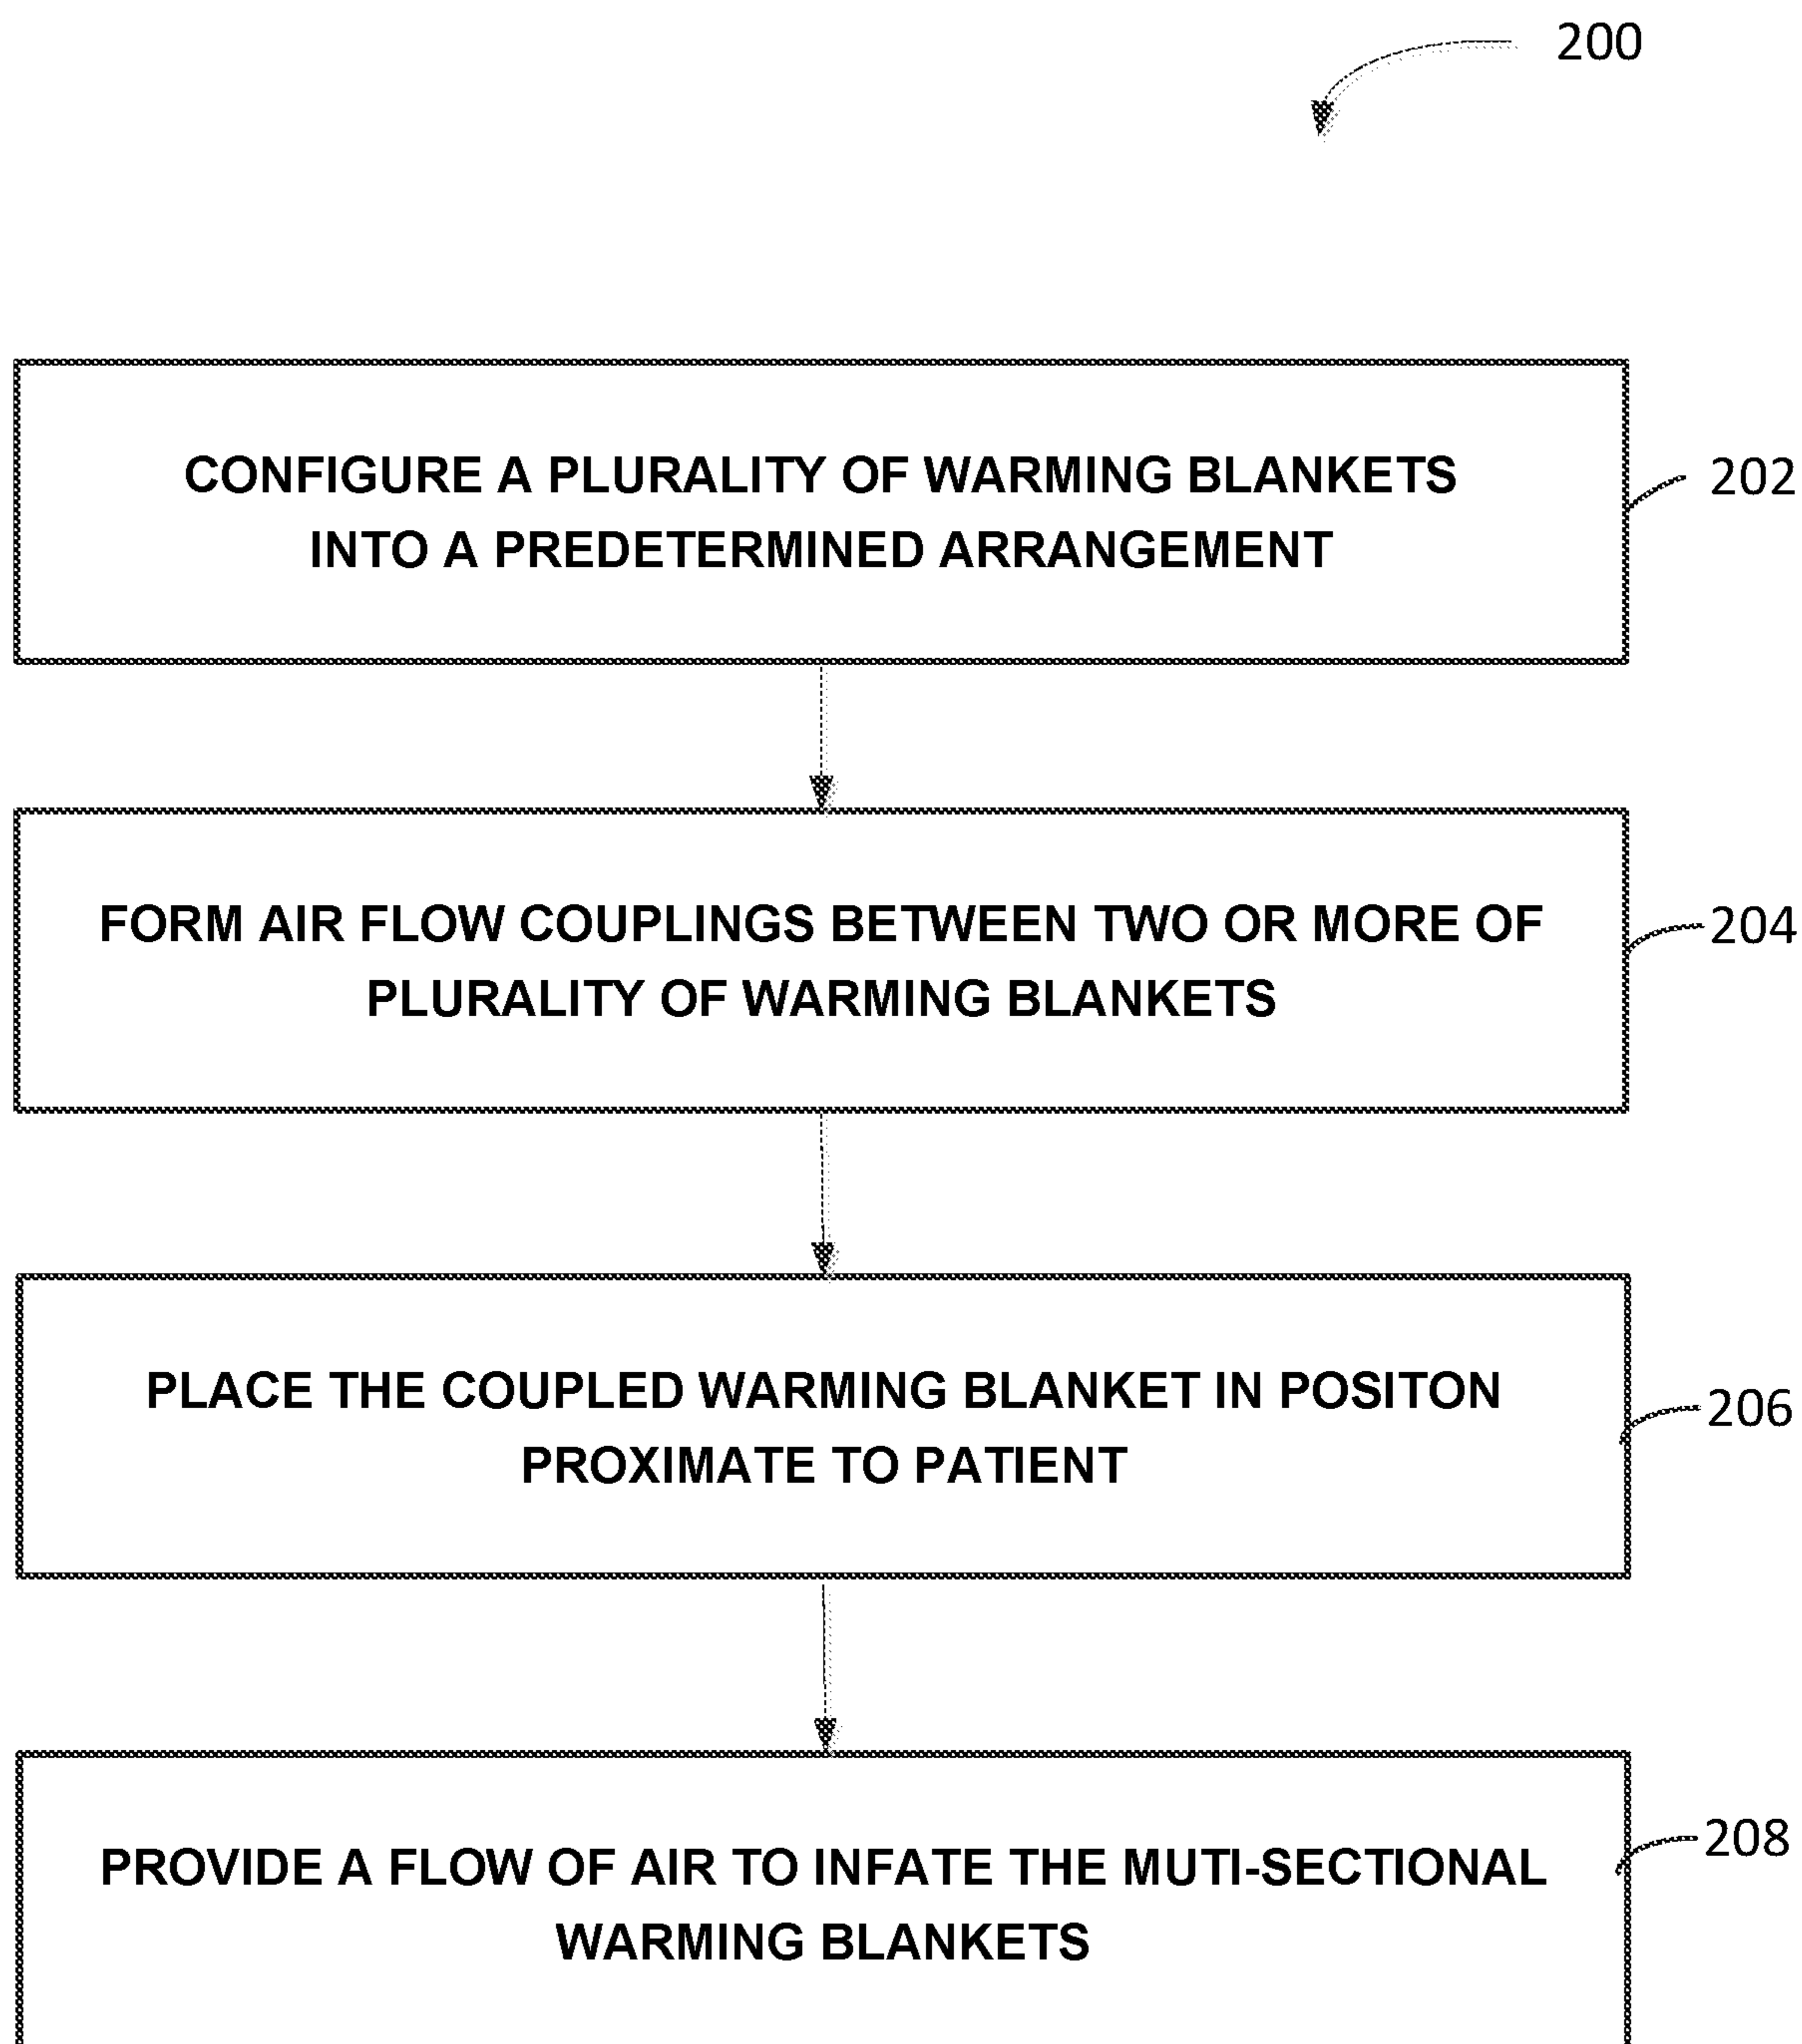 200
CONFIGURE A PLURALITY OF WARMING BLANKETS
INTO A PREDETERMINED ARRANGEMENT
202
FORM AIR FLOW COUPLINGS BETWEEN TWO OR MORE OF
PLURALITY OF WARMING BLANKETS
204
PLACE THE COUPLED WARMING BLANKET IN POSITON
PROXIMATE TO PATIENT
206
PROVIDE A FLOW OF AIR TO INFATE THE MUTI-SECTIONAL
WARMING BLANKETS
208